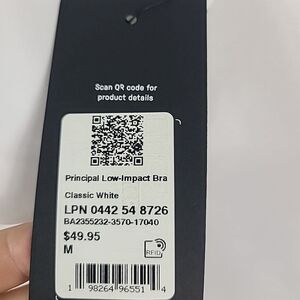 Scan QR code for
product details
Principal Low-Impact Bra
Classic White
LPN 0442 54 8726
BA2355232-3570-17040
$49.95
M
RFID
1 98264 96551 4